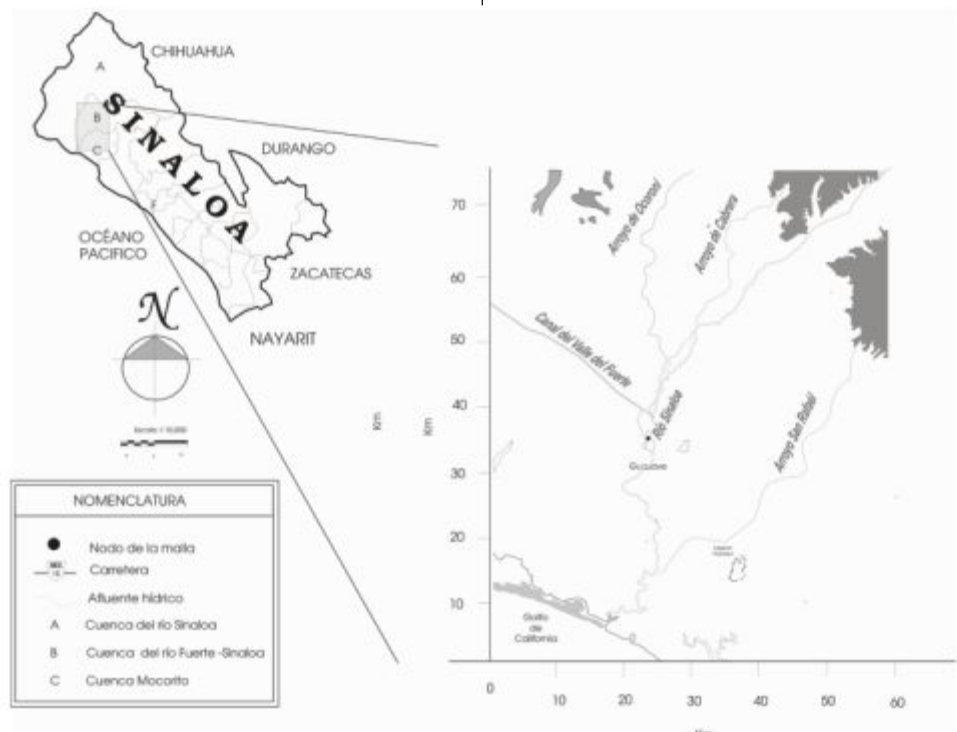 CHIHUAHUA
A
SINALOA
B
C
DURANGO
OCÉANO
PACIFICO
ZACATECAS
NAYARIT
N
Km
Km
NOMENCLATURA
Nodo de la malla
Carretera
Afluente hídrico
A Cuenca del río Sinaloa
B Cuenca del río Fuerte -Sinaloa
C Cuenca Mocorito
70
60
50
40
30
20
10
Arroyo de Ocoroni
Arroyo de Cabrera
Canal del Valle del Fuerte
Río Sinaloa
Arroyo San Rafael
Golfo
de
California
0 10 20 30 40 50 60